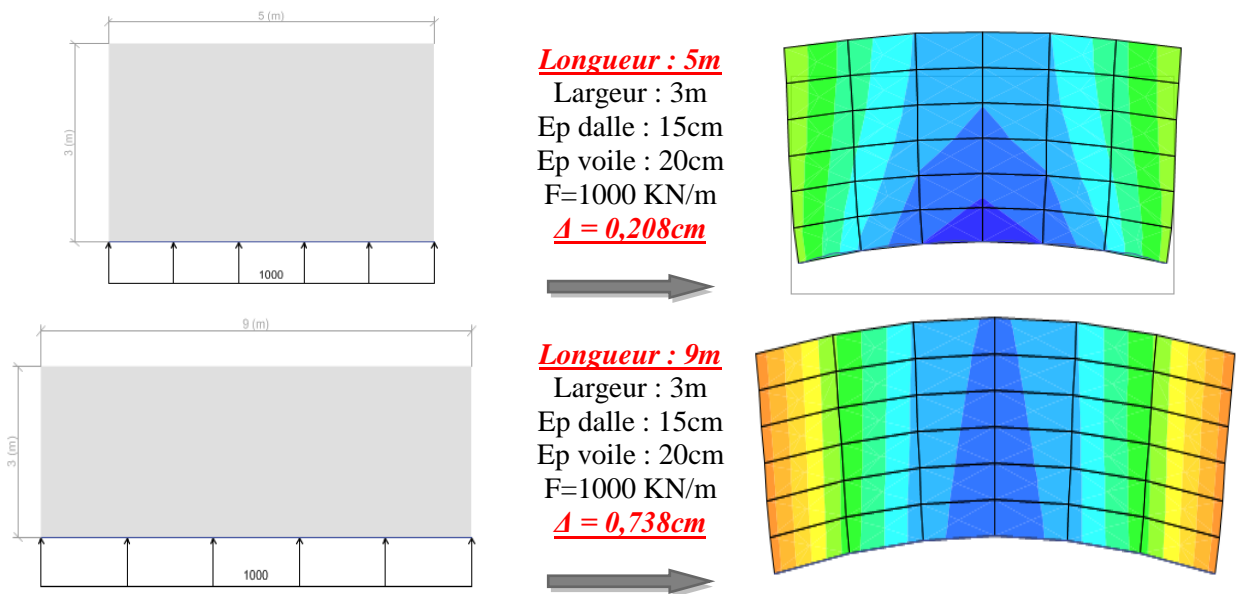 5 (m)
3 (m)
1000
Longueur : 5m
Largeur : 3m
Ep dalle : 15cm
Ep voile : 20cm
F=1000 KN/m
Δ = 0,208cm
9 (m)
3 (m)
1000
Longueur : 9m
Largeur : 3m
Ep dalle : 15cm
Ep voile : 20cm
F=1000 KN/m
Δ = 0,738cm